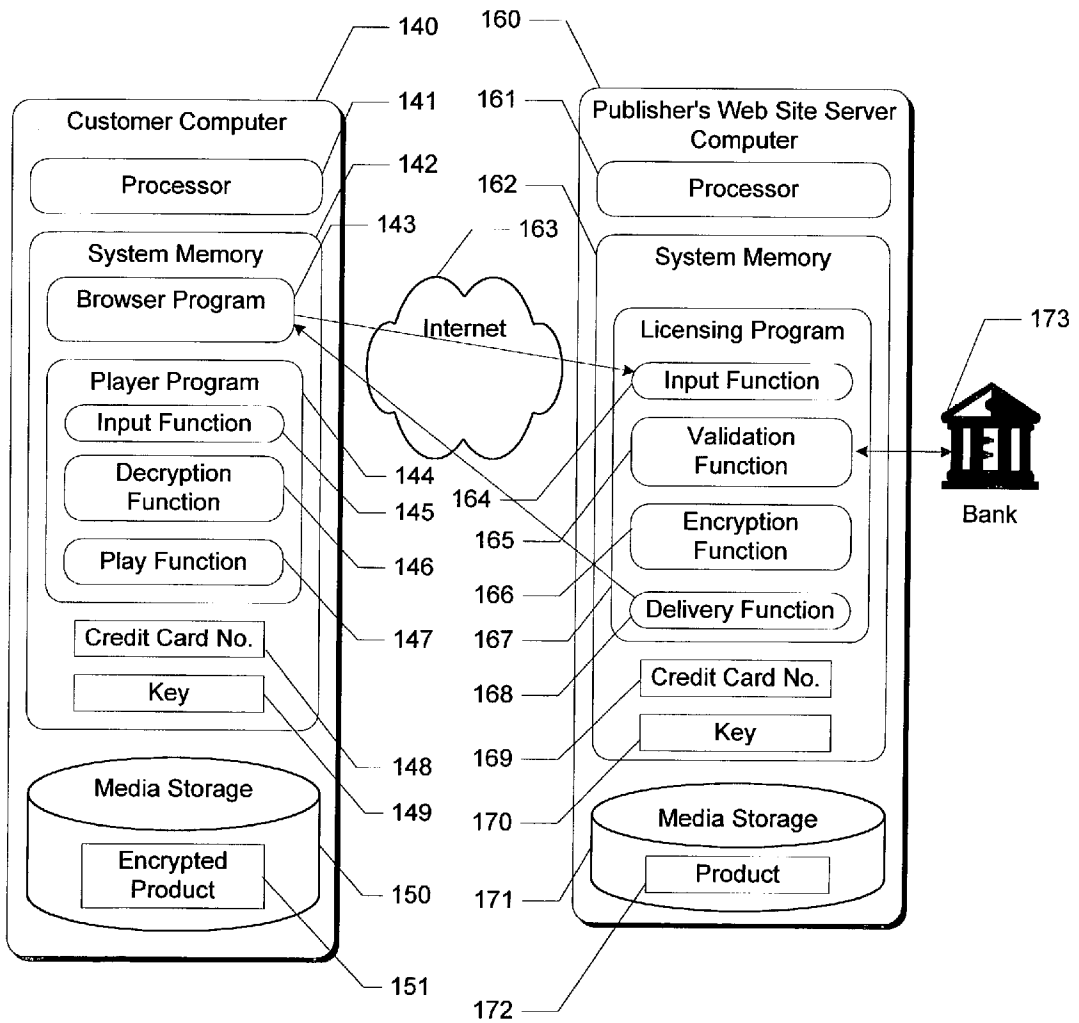 140
160
141
161
142
162
143
163
Customer Computer
Processor
System Memory
Browser Program
Player Program
Input Function
Decryption
Function
Play Function
Credit Card No.
Key
Media Storage
Encrypted
Product
Internet
144
145
146
147
148
149
150
151
164
165
166
167
168
169
170
171
172
Publisher's Web Site Server
Computer
Processor
System Memory
Licensing Program
Input Function
Validation
Function
Encryption
Function
Delivery Function
Credit Card No.
Key
Media Storage
Product
173
Bank